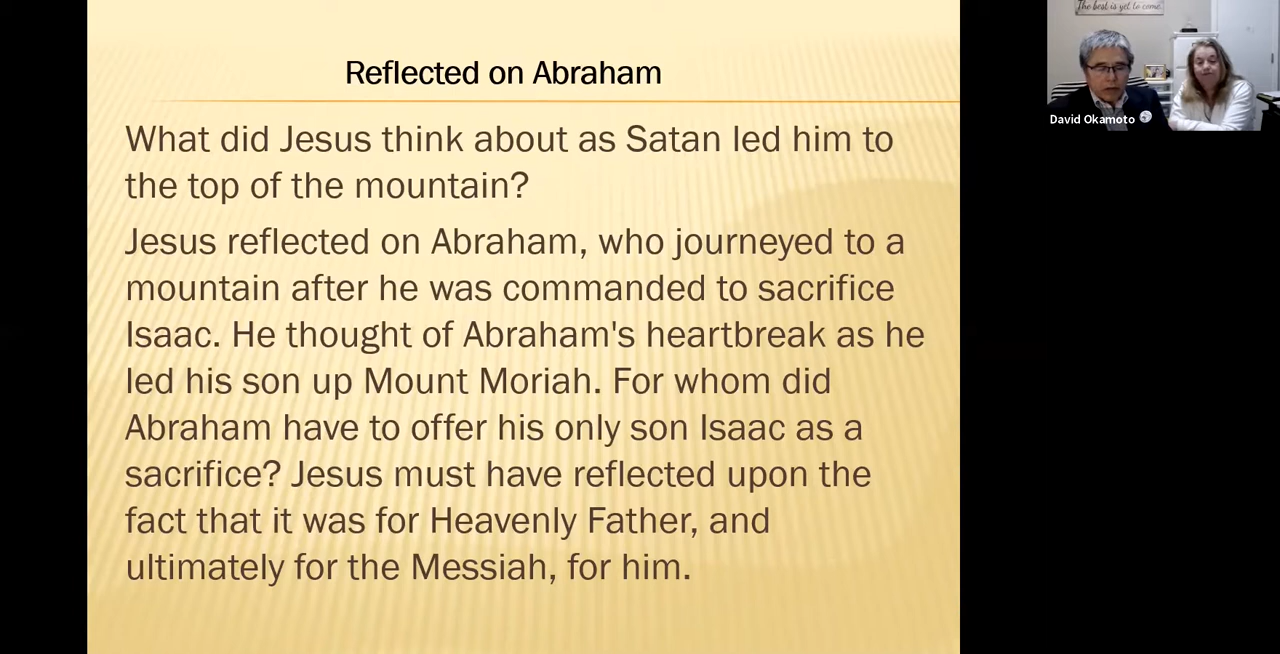 The best is yet to come.
Reflected on Abraham
David Okamoto
What did Jesus think about as Satan led him to
the top of the mountain?
Jesus reflected on Abraham, who journeyed to a
mountain after he was commanded to sacrifice
Isaac. He thought of Abraham's heartbreak as he
led his son up Mount Moriah. For whom did
Abraham have to offer his only son Isaac as a
sacrifice? Jesus must have reflected upon the
fact that it was for Heavenly Father, and
ultimately for the Messiah, for him.